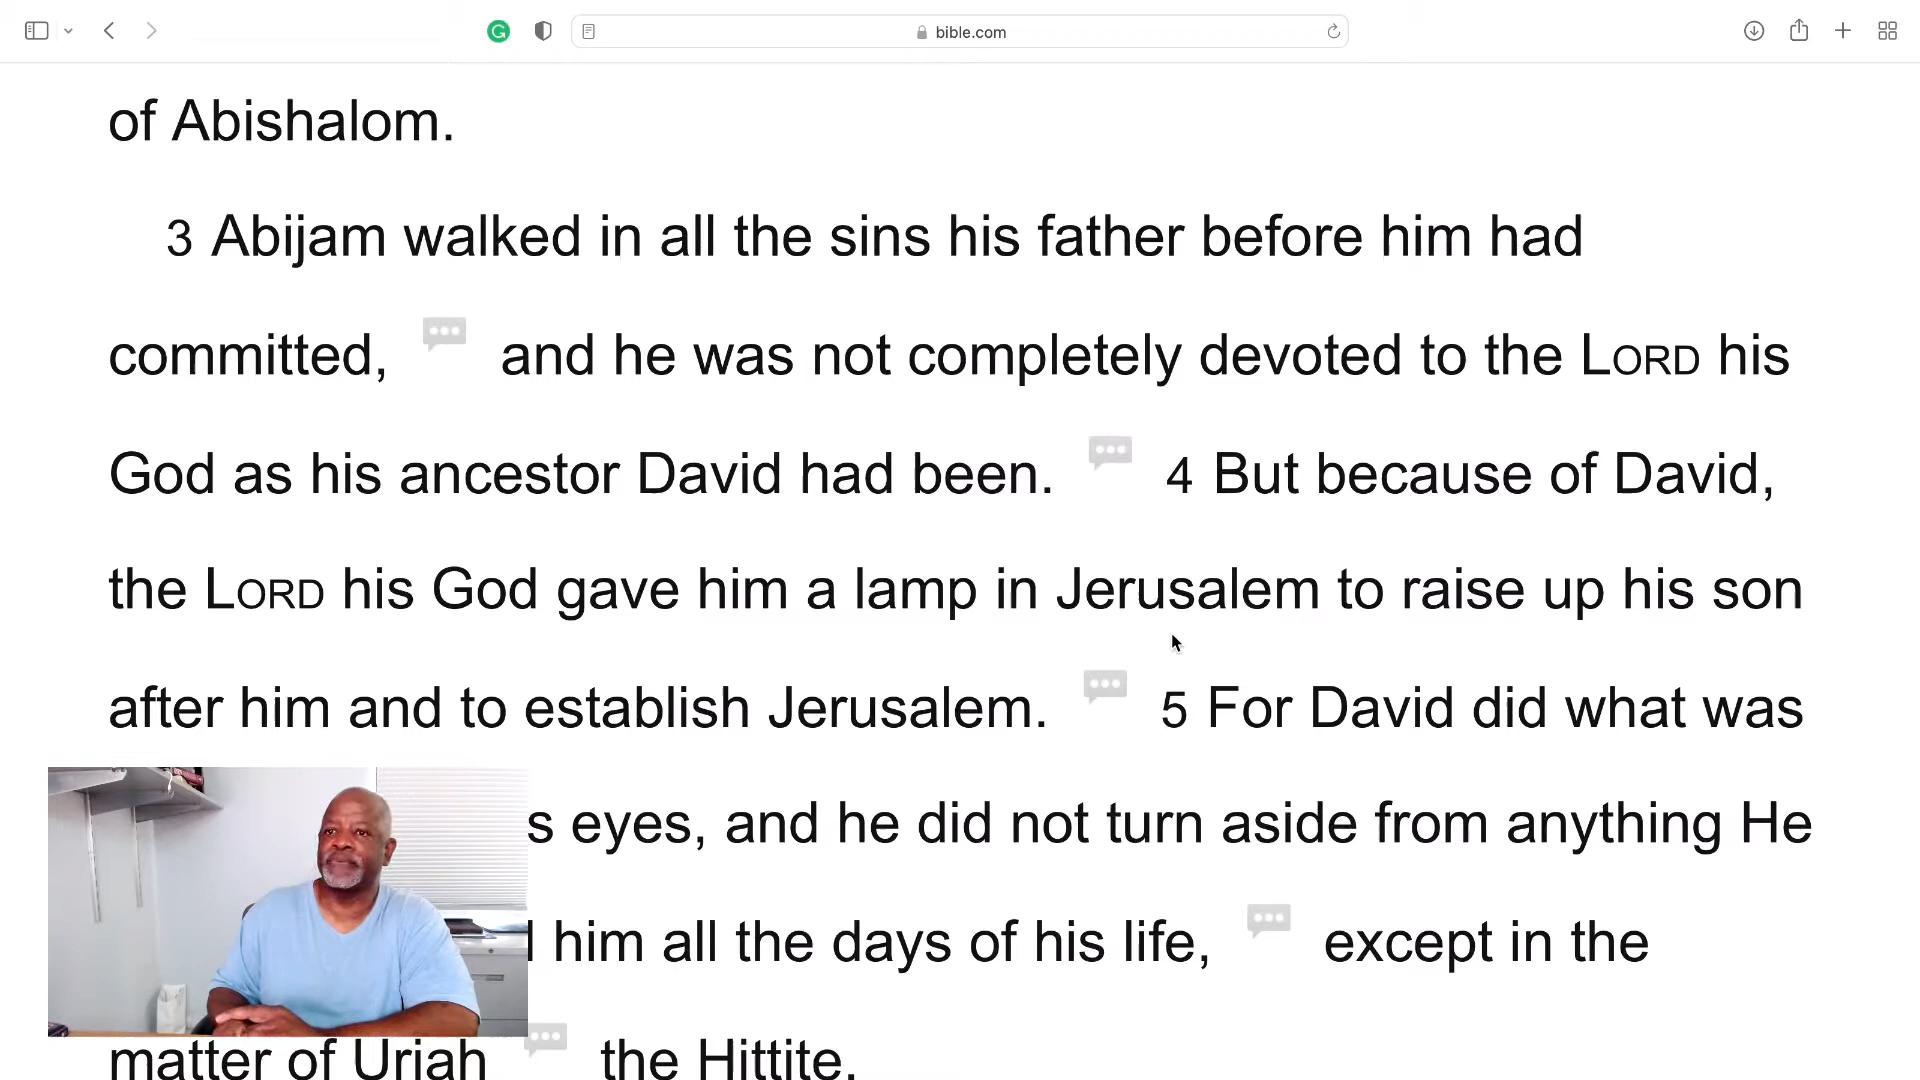 bible.com
of Abishalom.
3 Abijam walked in all the sins his father before him had
committed, and he was not completely devoted to the LORD his
God as his ancestor David had been. 4 But because of David,
the LORD his God gave him a lamp in Jerusalem to raise up his son
after him and to establish Jerusalem. 5 For David did what was
s eyes, and he did not turn aside from anything He
him all the days of his life, except in the
matter of Uriah the Hittite.